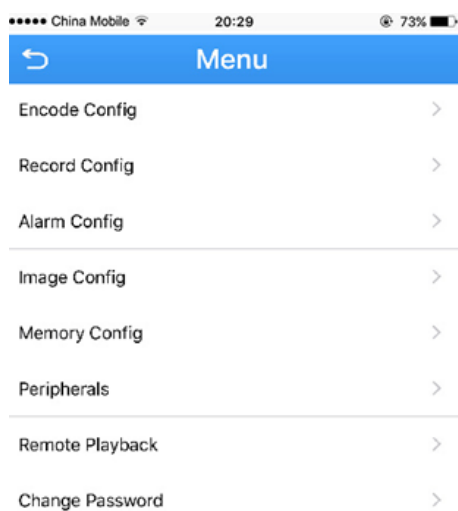 China Mobile 20:29 73%
Menu
Encode Config
Record Config
Alarm Config
Image Config
Memory Config
Peripherals
Remote Playback
Change Password